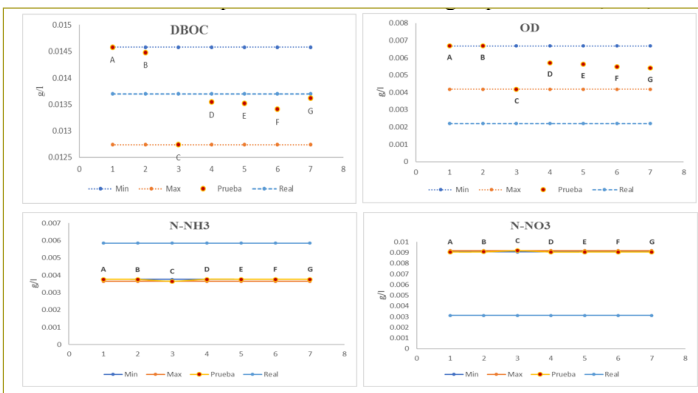 DBOC
g/l
0.015
0.0145
0.014
0.0135
0.013
0.0125
A
B
C
D
E
F
G
0 1 2 3 4 5 6 7 8
Min Max Prueba Real
OD
g/l
0.008
0.007
0.006
0.005
0.004
0.003
0.002
0.001
0
A
B
C
D
E
F
G
0 1 2 3 4 5 6 7 8
Min Max Prueba Real
N-NH3
g/l
0.007
0.006
0.005
0.004
0.003
0.002
0.001
0
A B C D E F G
0 1 2 3 4 5 6 7 8
Min Max Prueba Real
N-NO3
g/l
0.01
0.009
0.008
0.007
0.006
0.005
0.004
0.003
0.002
0.001
0
A B C D E F G
0 1 2 3 4 5 6 7 8
Min Max Prueba Real